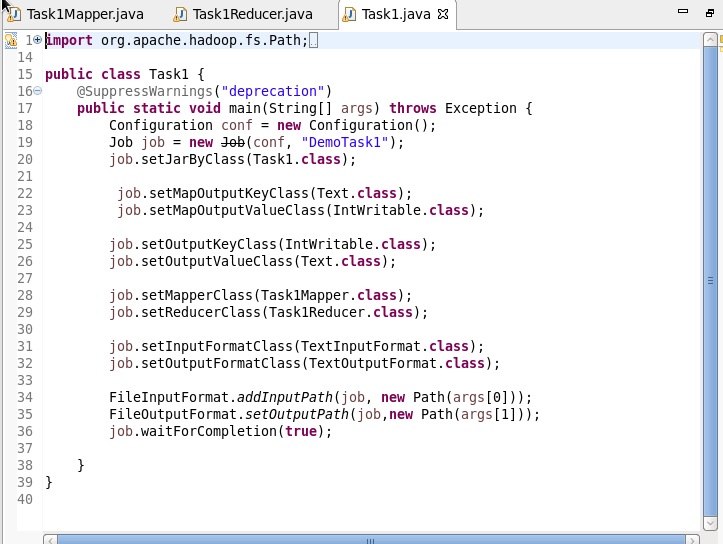 Task1Mapper.java Task1Reducer.java Task1.java
1 import org.apache.hadoop.fs.Path;
14
15 public class Task1 {
16 @SuppressWarnings("deprecation")
17 public static void main(String[] args) throws Exception {
18 Configuration conf = new Configuration();
19 Job job = new Job(conf, "DemoTask1");
20 job.setJarByClass(Task1.class);
21
22 job.setMapOutputKeyClass(Text.class);
23 job.setMapOutputValueClass(IntWritable.class);
24
25 job.setOutputKeyClass(IntWritable.class);
26 job.setOutputValueClass(Text.class);
27
28 job.setMapperClass(Task1Mapper.class);
29 job.setReducerClass(Task1Reducer.class);
30
31 job.setInputFormatClass(TextInputFormat.class);
32 job.setOutputFormatClass(TextOutputFormat.class);
33
34 FileInputFormat.addInputPath(job, new Path(args[0]));
35 FileOutputFormat.setOutputPath(job,new Path(args[1]));
36 job.waitForCompletion(true);
37
38 }
39 }
40